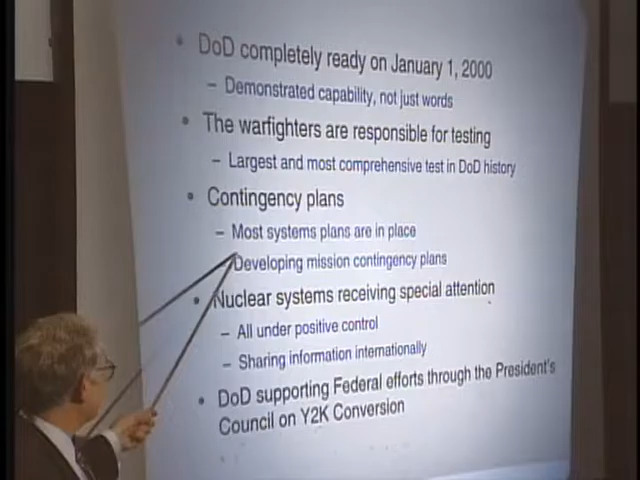 • DoD completely ready on January 1, 2000
– Demonstrated capability, not just words
• The warfighters are responsible for testing
– Largest and most comprehensive test in DoD history
• Contingency plans
– Most systems plans are in place
Developing mission contingency plans
• Nuclear systems receiving special attention
– All under positive control
– Sharing information internationally
• DoD supporting Federal efforts through the President's
Council on Y2K Conversion